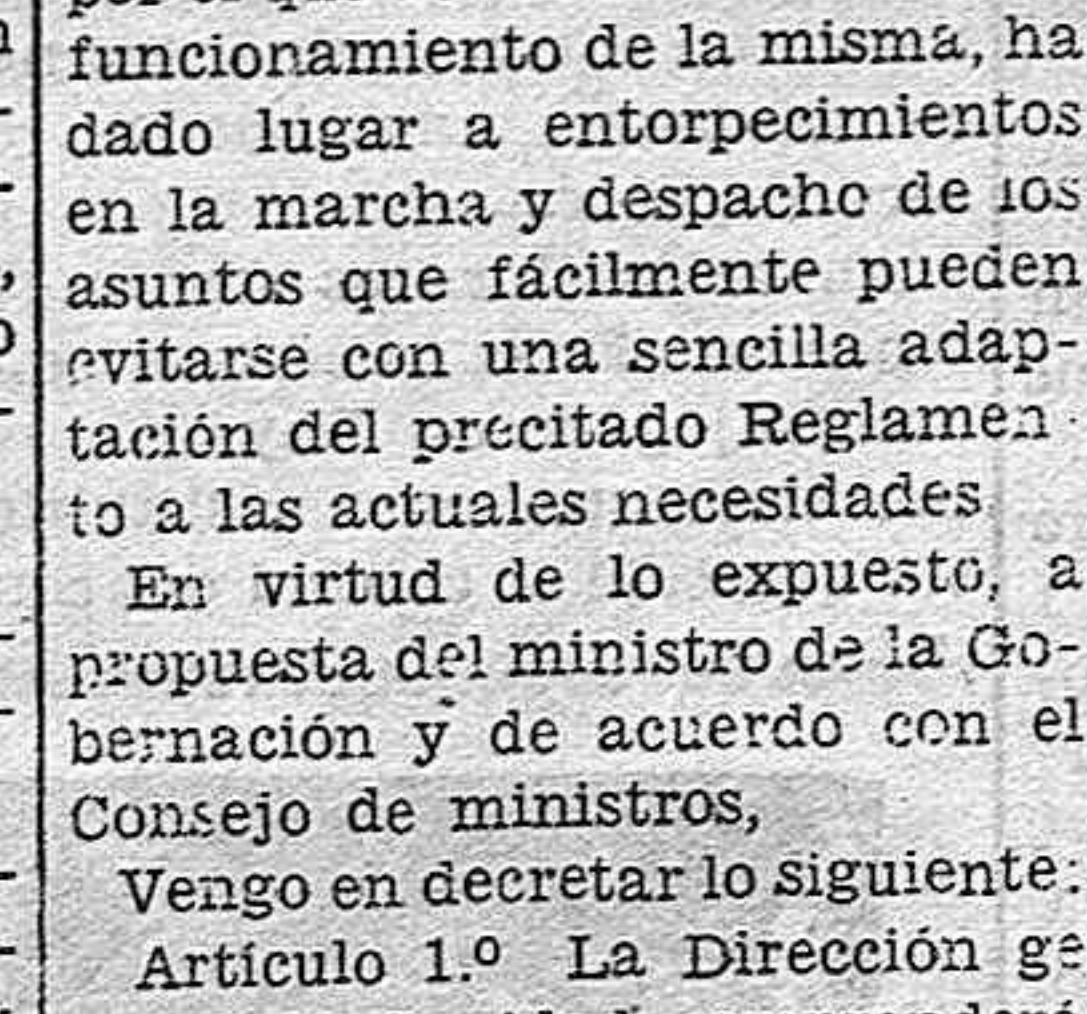 funcionamiento de la misma, ha
dado lugar a entorpecimientos
en la marcha y despacho de los
asuntos que fácilmente pueden
evitarse con una sencilla adap-
tación del precitado Reglamen-
to a las actuales necesidades.
En virtud de lo expuesto, a
propuesta del ministro de la Go-
bernación y de acuerdo con el
Consejo de ministros,
Vengo en decretar lo siguiente:
Artículo 1.º La Dirección ge